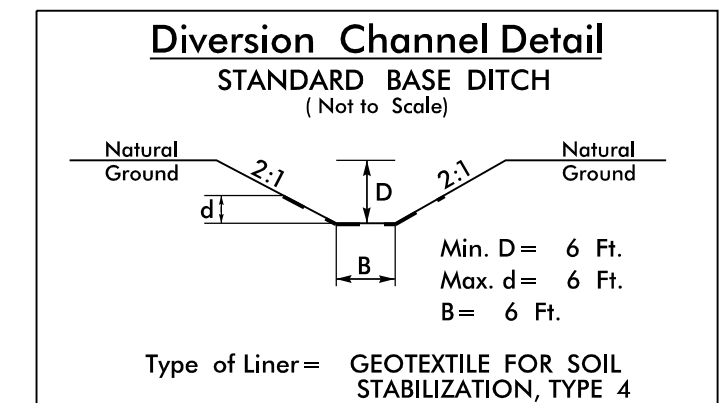 Diversion Channel Detail
STANDARD BASE DITCH
( Not to Scale)
Natural
Ground
2:1
D
2:1
Natural
Ground
d
B
Min. D= 6 Ft.
Max. d= 6 Ft.
B= 6 Ft.
Type of Liner= GEOTEXTILE FOR SOIL
STABILIZATION, TYPE 4